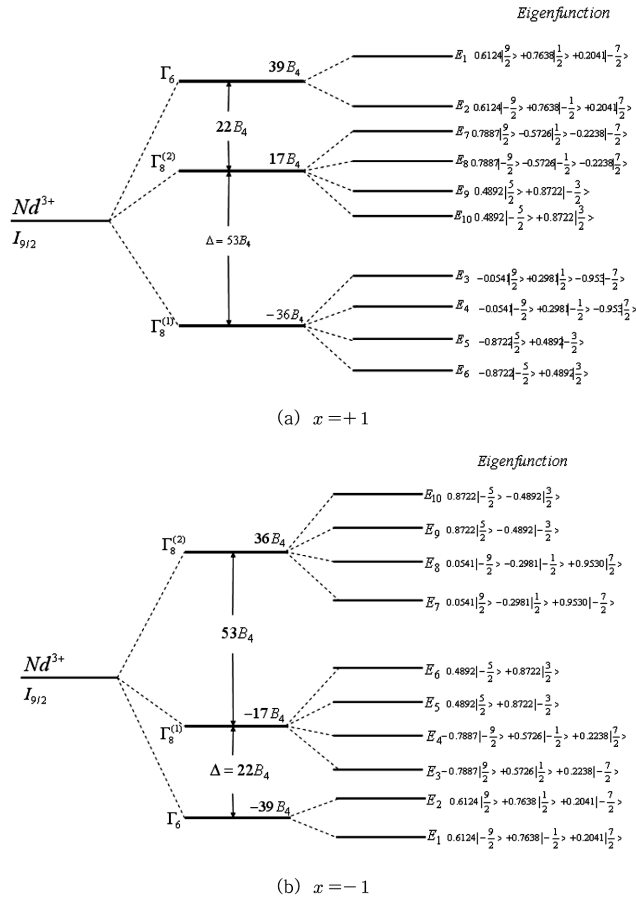 Eigenfunction
E₁ 0.6124|9/2> +0.7638|1/2> +0.2041|-7/2>
Γ₆ 39B₄
E₂ 0.6124|-9/2> +0.7638|-1/2> +0.2041|7/2>
22B₄
E₇ 0.7887|9/2> -0.5726|1/2> -0.2238|-7/2>
Γ₈⁽²⁾ 17B₄
E₈ 0.7887|-9/2> -0.5726|-1/2> -0.2238|7/2>
E₉ 0.4892|5/2> +0.8722|-3/2>
Nd³⁺
E₁₀ 0.4892|-5/2> +0.8722|3/2>
I₉/₂
Δ = 53B₄
E₃ -0.0541|9/2> +0.2981|1/2> -0.953|-7/2>
E₄ -0.0541|-9/2> +0.2981|-1/2> -0.953|7/2>
Γ₈⁽¹⁾ -36B₄
E₅ -0.8722|5/2> +0.4892|-3/2>
E₆ -0.8722|-5/2> +0.4892|3/2>
(a) x=+1
Eigenfunction
E₁₀ 0.8722|-5/2> -0.4892|3/2>
E₉ 0.8722|5/2> -0.4892|-3/2>
Γ₈⁽²⁾ 36B₄
E₈ 0.0541|-9/2> -0.2981|-1/2> +0.9530|7/2>
E₇ 0.0541|9/2> -0.2981|1/2> +0.9530|-7/2>
53B₄
Nd³⁺
E₆ 0.4892|-5/2> +0.8722|3/2>
I₉/₂
E₅ 0.4892|5/2> +0.8722|-3/2>
Γ₈⁽¹⁾ -17B₄
E₄-0.7887|-9/2> +0.5726|-1/2> +0.2238|7/2>
Δ = 22B₄
E₃-0.7887|9/2> +0.5726|1/2> +0.2238|-7/2>
E₂ 0.6124|9/2> +0.7638|1/2> +0.2041|-7/2>
Γ₆ -39B₄
E₁ 0.6124|-9/2> +0.7638|-1/2> +0.2041|7/2>
(b) x=-1